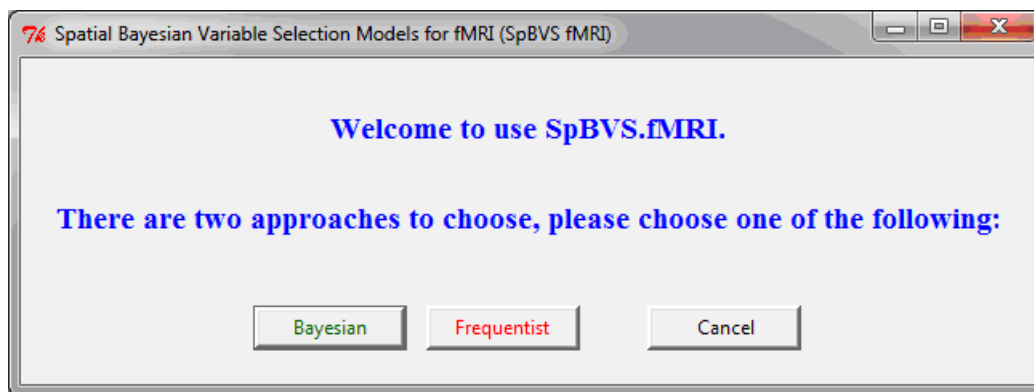 Spatial Bayesian Variable Selection Models for fMRI (SpBVS fMRI)
Welcome to use SpBVS.fMRI.
There are two approaches to choose, please choose one of the following:
Bayesian Frequentist Cancel